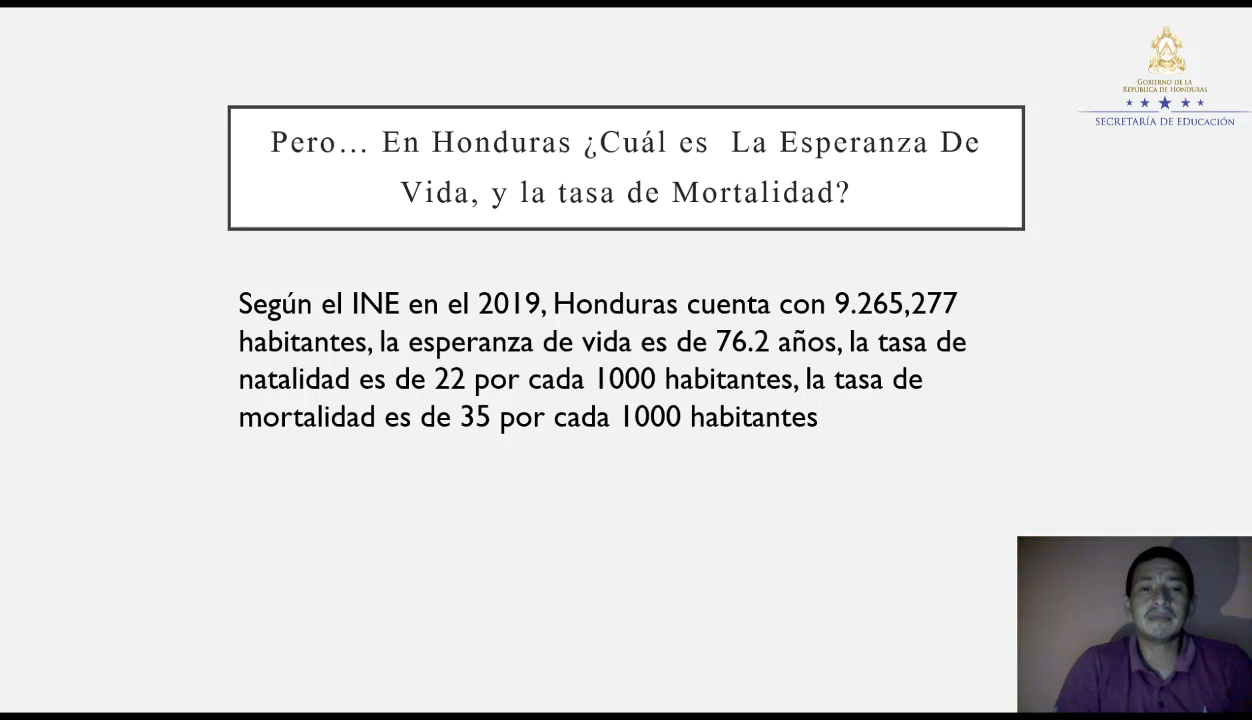 GOBIERNO DE LA
REPÚBLICA DE HONDURAS
SECRETARÍA DE EDUCACIÓN
Pero... En Honduras ¿Cuál es La Esperanza De
Vida, y la tasa de Mortalidad?
Según el INE en el 2019, Honduras cuenta con 9.265,277
habitantes, la esperanza de vida es de 76.2 años, la tasa de
natalidad es de 22 por cada 1000 habitantes, la tasa de
mortalidad es de 35 por cada 1000 habitantes